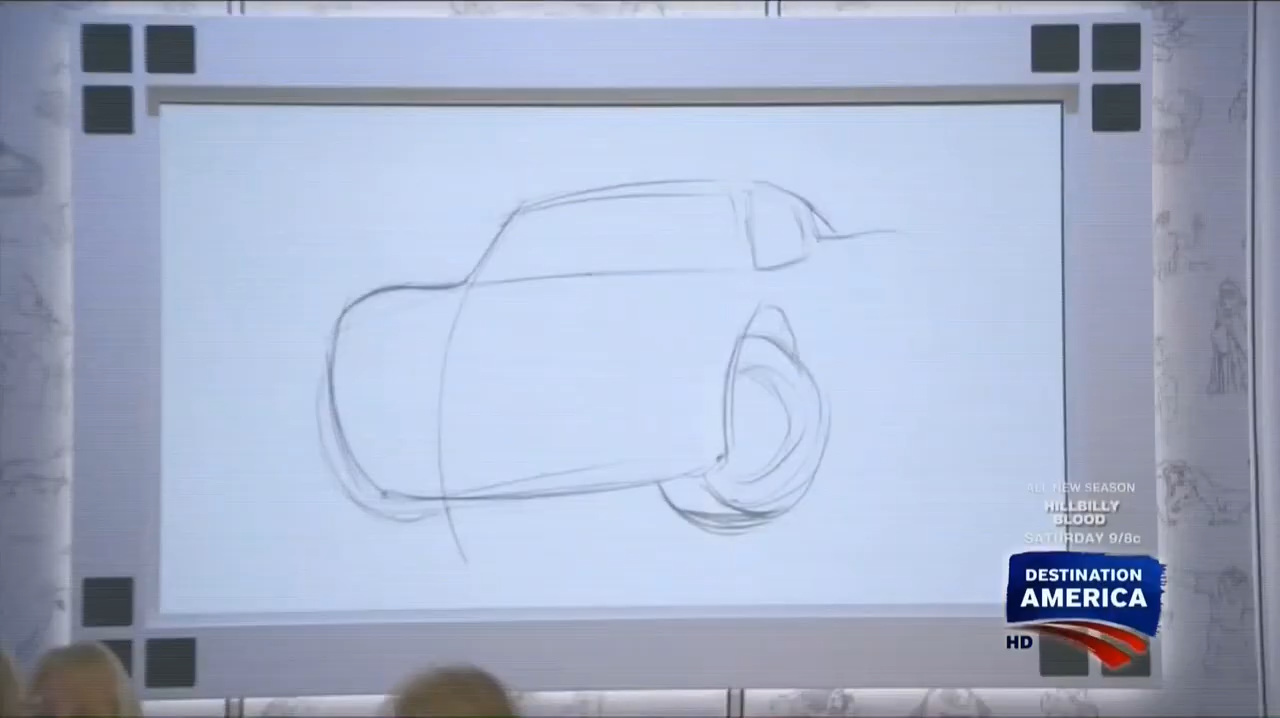 ALL NEW SEASON
HILLBILLY
BLOOD
SATURDAY 9/8c
DESTINATION
AMERICA
HD